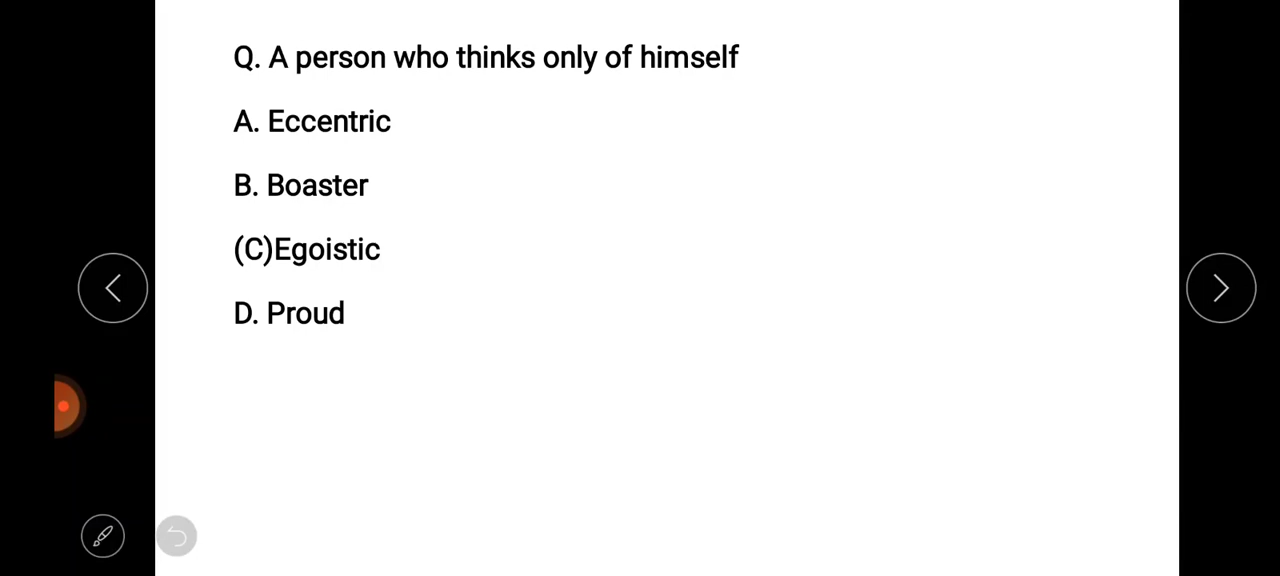 Q. A person who thinks only of himself
A. Eccentric
B. Boaster
(C)Egoistic
D. Proud